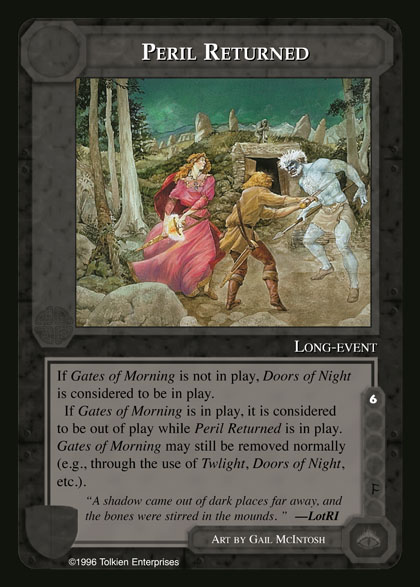 PERIL RETURNED
LONG-EVENT
If Gates of Morning is not in play, Doors of Night
is considered to be in play.
If Gates of Morning is in play, it is considered
to be out of play while Peril Returned is in play.
Gates of Morning may still be removed normally
(e.g., through the use of Twlight, Doors of Night,
etc.).
6
“A shadow came out of dark places far away, and
the bones were stirred in the mounds. ” —LotRI
ART BY GAIL MCINTOSH
©1996 Tolkien Enterprises